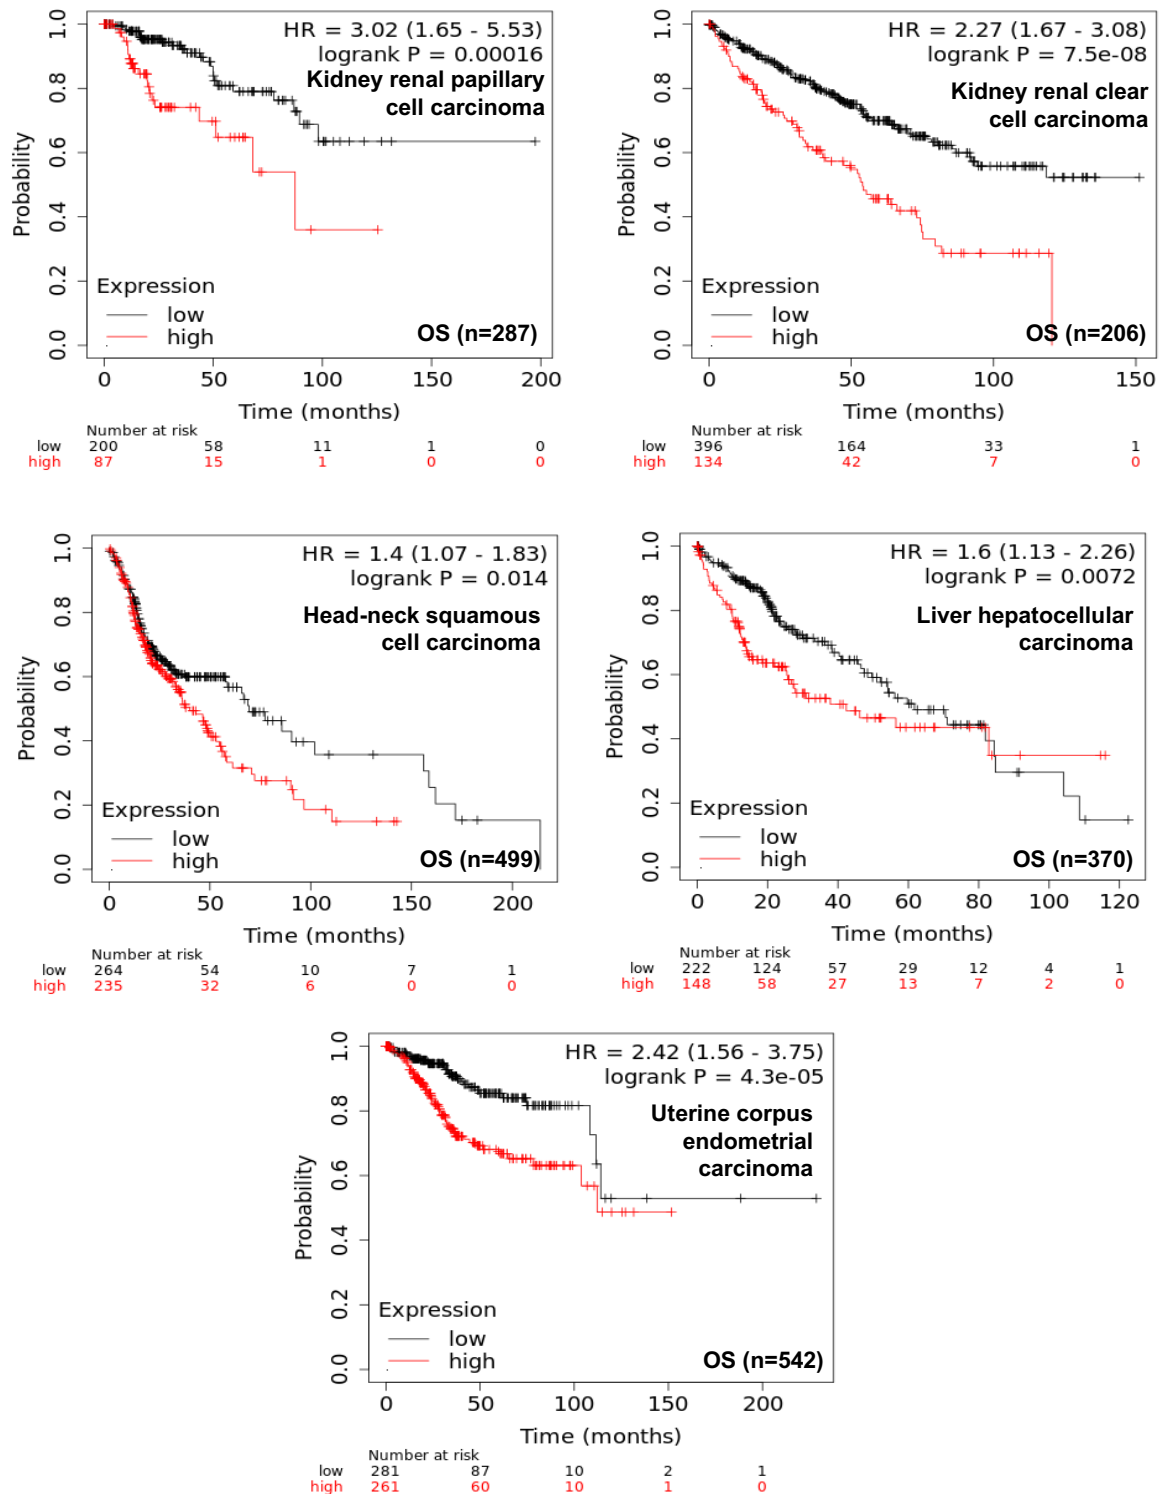 HR = 3.02 (1.65 - 5.53)
logrank P = 0.00016
Kidney renal papillary
cell carcinoma
Probability
1.0
0.8
0.6
0.4
0.2
0.0
Expression
low
high
OS (n=287)
0 50 100 150 200
Time (months)
Number at risk
low 200 58 11 1 0
high 87 15 1 0 0
HR = 2.27 (1.67 - 3.08)
logrank P = 7.5e-08
Kidney renal clear
cell carcinoma
Probability
1.0
0.8
0.6
0.4
0.2
0.0
Expression
low
high
OS (n=206)
0 50 100 150
Time (months)
Number at risk
low 396 164 33 1
high 134 42 7 0
HR = 1.4 (1.07 - 1.83)
logrank P = 0.014
Head-neck squamous
cell carcinoma
Probability
1.0
0.8
0.6
0.4
0.2
0.0
Expression
low
high
OS (n=499)
0 50 100 150 200
Time (months)
Number at risk
low 264 54 10 7 1
high 235 32 6 0 0
HR = 1.6 (1.13 - 2.26)
logrank P = 0.0072
Liver hepatocellular
carcinoma
Probability
1.0
0.8
0.6
0.4
0.2
0.0
Expression
low
high
OS (n=370)
0 20 40 60 80 100 120
Time (months)
Number at risk
low 222 124 57 29 12 4 1
high 148 58 27 13 7 2 0
HR = 2.42 (1.56 - 3.75)
logrank P = 4.3e-05
Uterine corpus
endometrial
carcinoma
Probability
1.0
0.8
0.6
0.4
0.2
0.0
Expression
low
high
OS (n=542)
0 50 100 150 200
Time (months)
Number at risk
low 281 87 10 2 1
high 261 60 10 1 0